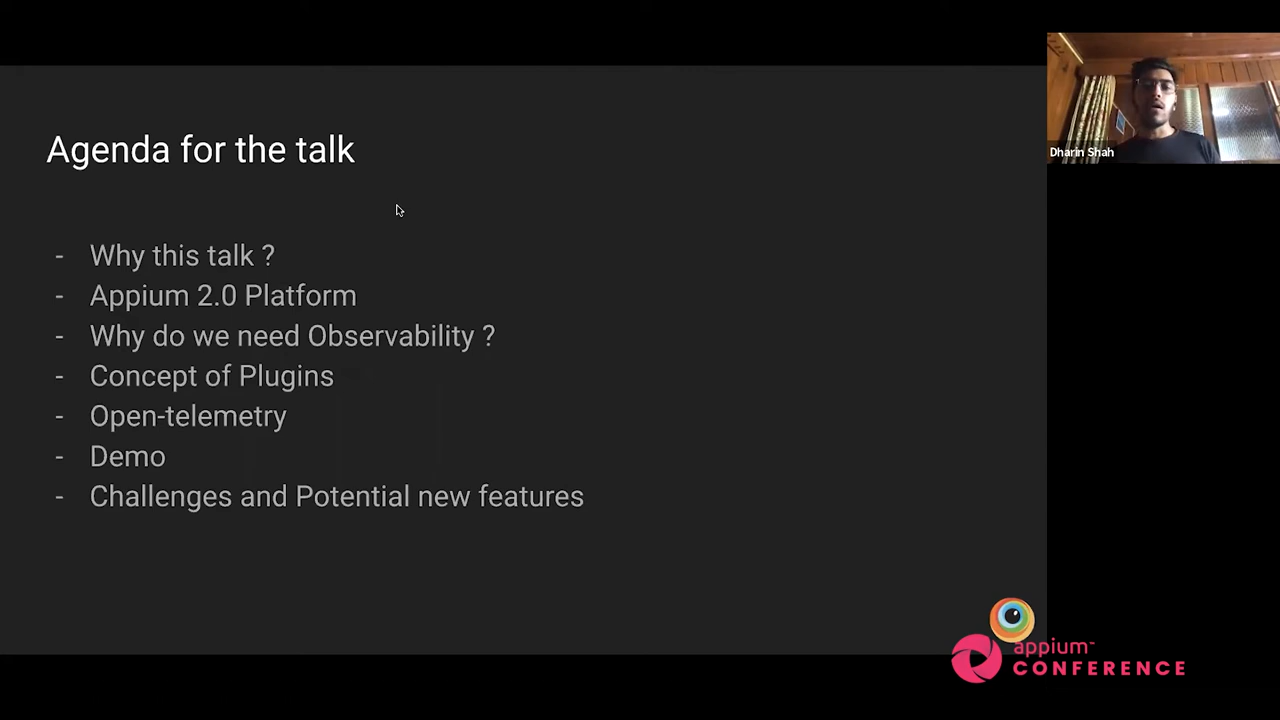 Agenda for the talk
- Why this talk ?
- Appium 2.0 Platform
- Why do we need Observability ?
- Concept of Plugins
- Open-telemetry
- Demo
- Challenges and Potential new features
Dharin Shah
appium™
CONFERENCE